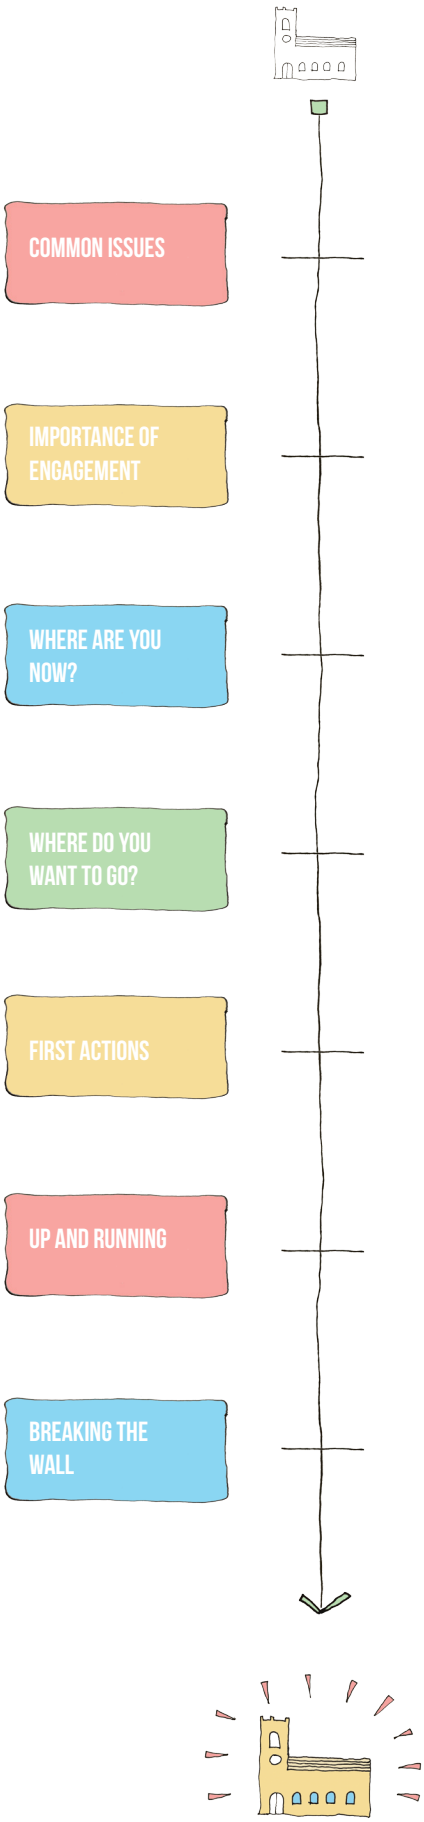 COMMON ISSUES
IMPORTANCE OF
ENGAGEMENT
WHERE ARE YOU
NOW?
WHERE DO YOU
WANT TO GO?
FIRST ACTIONS
UP AND RUNNING
BREAKING THE
WALL